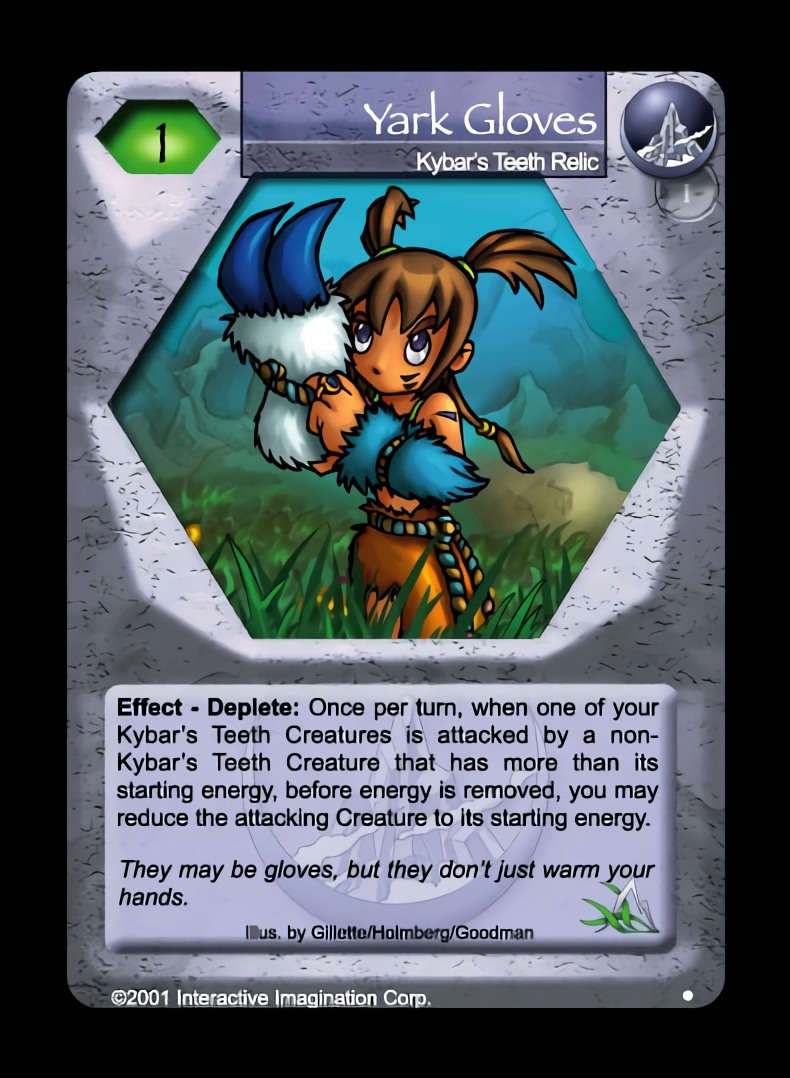 1
Yark Gloves
Kybar's Teeth Relic
1
Effect - Deplete: Once per turn, when one of your
Kybar's Teeth Creatures is attacked by a non-
Kybar's Teeth Creature that has more than its
starting energy, before energy is removed, you may
reduce the attacking Creature to its starting energy.
They may be gloves, but they don't just warm your
hands.
Illus. by Gillette/Holmberg/Goodman
©2001 Interactive Imagination Corp.